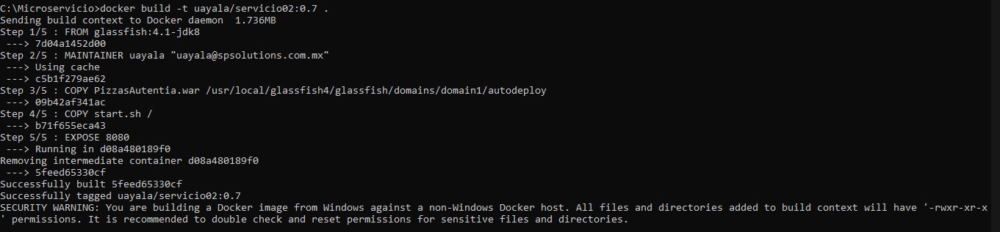 C:\Microservicio>docker build -t uayala/servicio02:0.7 .
Sending build context to Docker daemon  1.736MB
Step 1/5 : FROM glassfish:4.1-jdk8
 ---> 7d04a1452d00
Step 2/5 : MAINTAINER uayala "uayala@spsolutions.com.mx"
 ---> Using cache
 ---> c5b1f279ae62
Step 3/5 : COPY PizzasAutentia.war /usr/local/glassfish4/glassfish/domains/domain1/autodeploy
 ---> 09b42af341ac
Step 4/5 : COPY start.sh /
 ---> b71f655eca43
Step 5/5 : EXPOSE 8080
 ---> Running in d08a480189f0
Removing intermediate container d08a480189f0
 ---> 5feed65330cf
Successfully built 5feed65330cf
Successfully tagged uayala/servicio02:0.7
SECURITY WARNING: You are building a Docker image from Windows against a non-Windows Docker host. All files and directories added to build context will have '-rwxr-xr-x
' permissions. It is recommended to double check and reset permissions for sensitive files and directories.